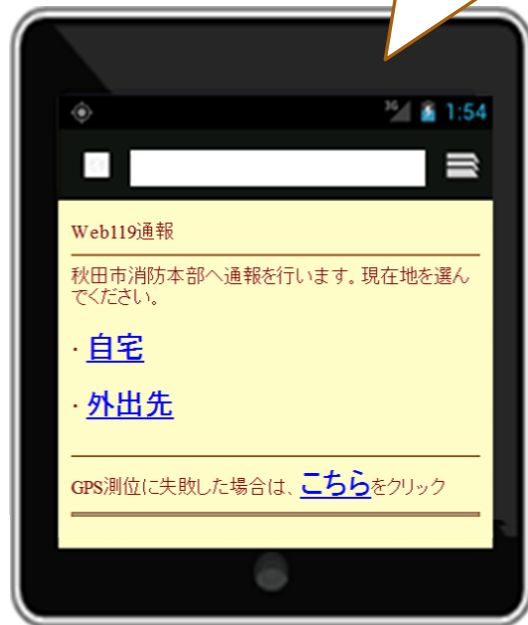 3G 1:54
Web119通報
秋田市消防本部へ通報を行います。現在地を選ん
でください。
・自宅
・外出先
GPS測位に失敗した場合は、こちらをクリック